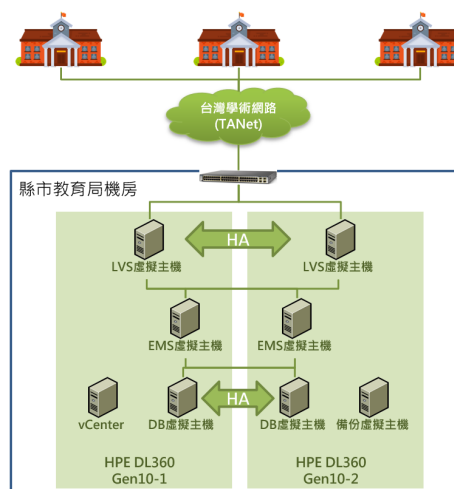 台灣學術網路
(TANet)
縣市教育局機房
HA
LVS虛擬主機
LVS虛擬主機
EMS虛擬主機
EMS虛擬主機
HA
vCenter
DB虛擬主機
DB虛擬主機
備份虛擬主機
HPE DL360
Gen10-1
HPE DL360
Gen10-2